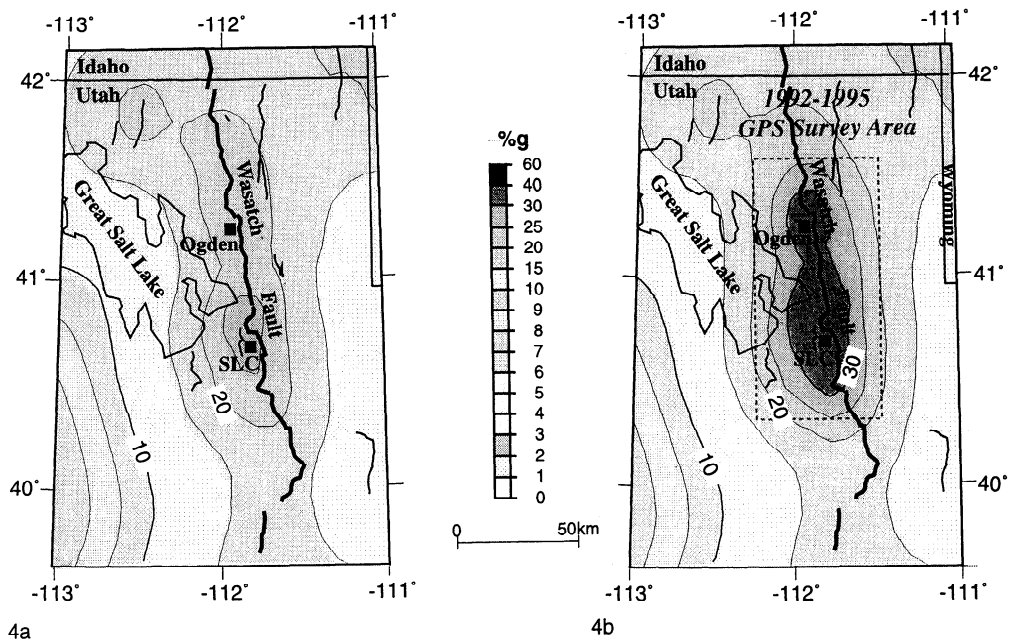 -113° -112° -111°
42°
41°
40°
Idaho
Utah
Great Salt Lake
Wasatch
Fault
Ogden
SLC
20
10
-113° -112° -111°
4a
%g
60
40
30
25
20
15
10
9
8
7
6
5
4
3
2
1
0
0 50km
-113° -112° -111°
42°
41°
40°
Idaho
Utah
1992-1995
GPS Survey Area
Wyoming
Great Salt Lake
Wasatch
Ogden
SLC
30
20
10
-113° -112° -111°
4b